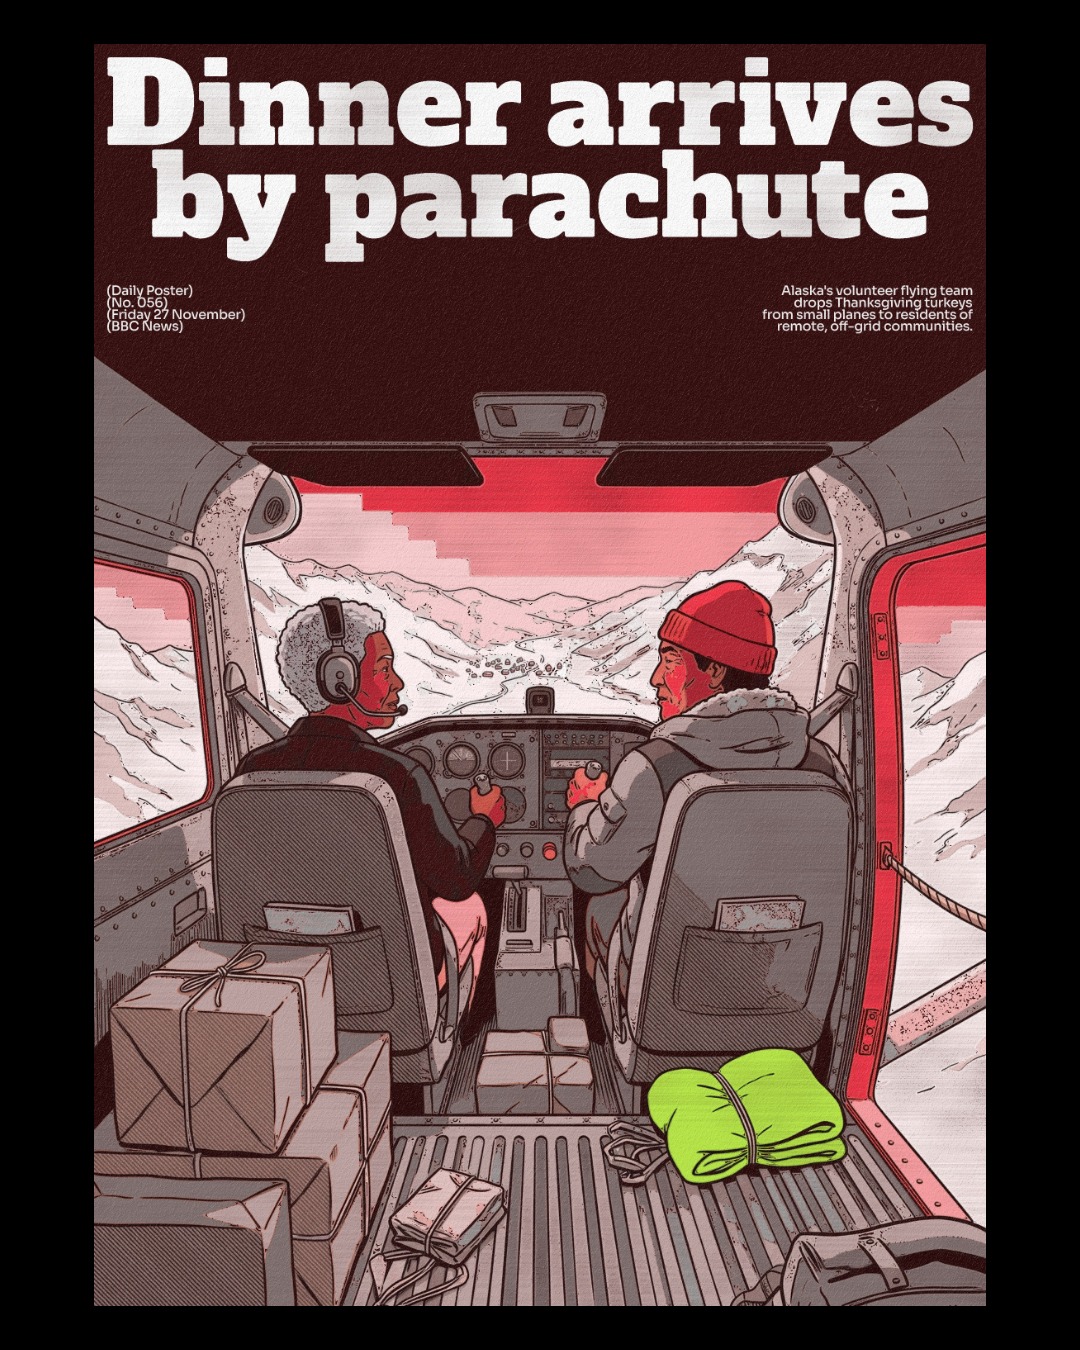 Dinner arrives
by parachute
(Daily Poster)
(No. 056)
(Friday 27 November)
(BBC News)
Alaska's volunteer flying team
drops Thanksgiving turkeys
from small planes to residents of
remote, off-grid communities.